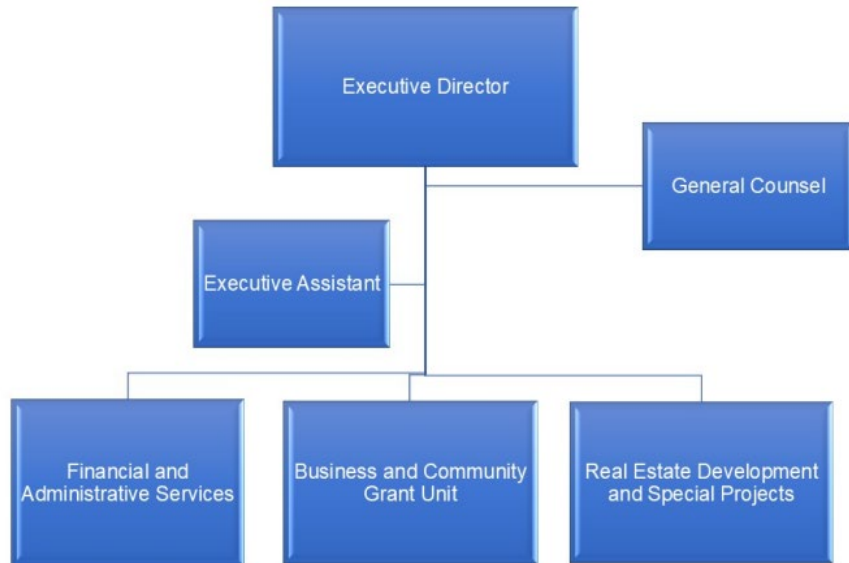 Executive Director
General Counsel
Executive Assistant
Financial and
Administrative Services
Business and Community
Grant Unit
Real Estate Development
and Special Projects